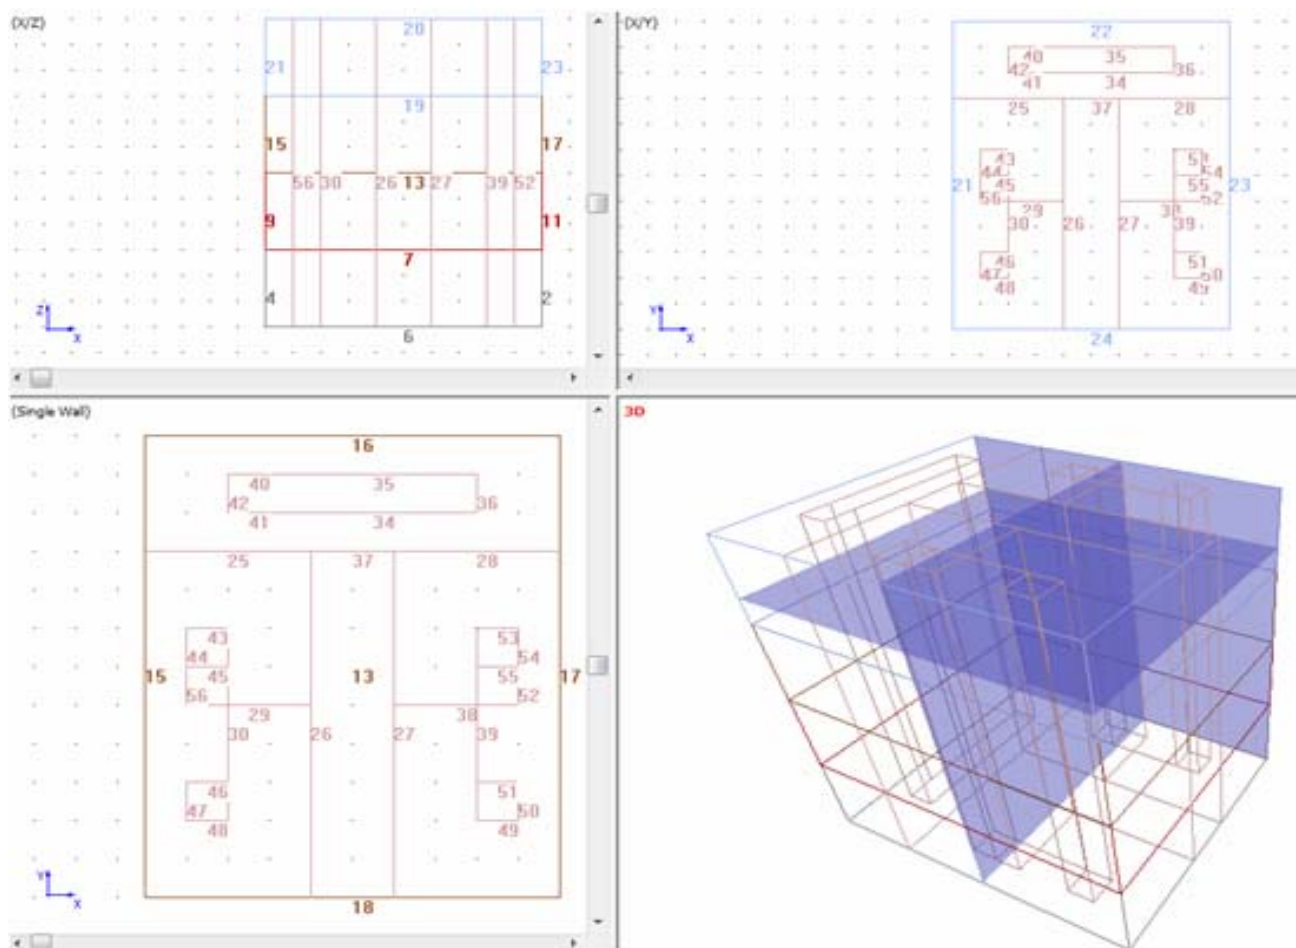 (X/Z)
20
21 23
19
15 17
56 30 26 13 27 39 52
9 11
7
4 2
6
Z
X
(X/Y)
22
40 35
42 36
41 34
25 37 28
43 53
44 54
21 45 55 23
56 52
29 38
30 26 27 39
46 51
47 50
48 49
24
Y
X
(Single Wall)
16
40 35
42 36
41 34
25 37 28
43 53
44 54
15 45 13 55 17
56 52
29 38
30 26 27 39
46 51
47 50
48 49
18
Y
X
3D